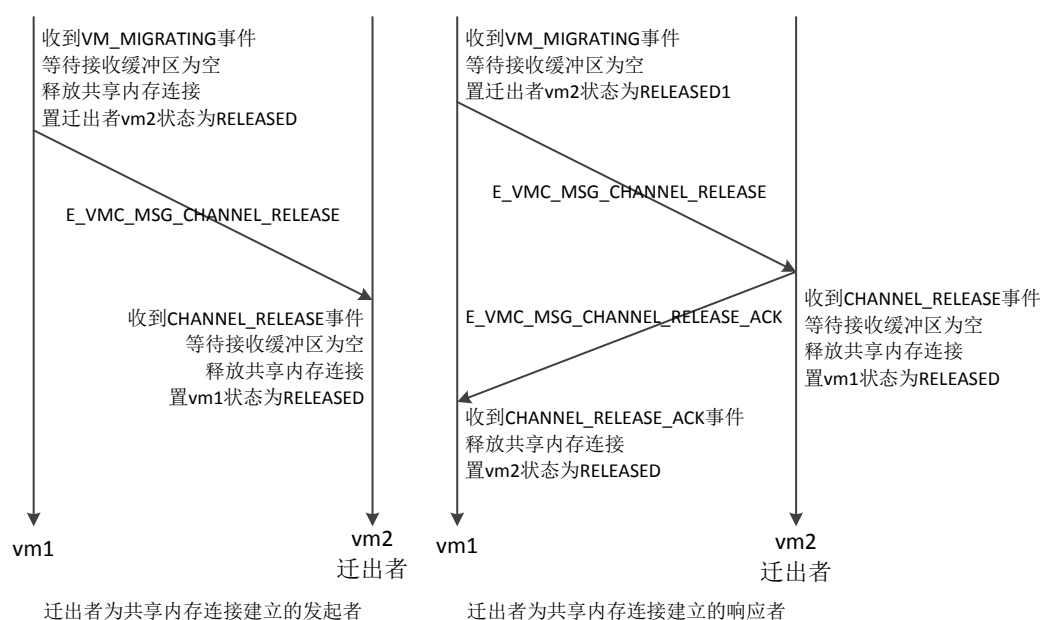 收到VM_MIGRATING事件
等待接收缓冲区为空
释放共享内存连接
置迁出者vm2状态为RELEASED
E_VMC_MSG_CHANNEL_RELEASE
收到CHANNEL_RELEASE事件
等待接收缓冲区为空
释放共享内存连接
置vm1状态为RELEASED
vm1
vm2
迁出者
迁出者为共享内存连接建立的发起者
收到VM_MIGRATING事件
等待接收缓冲区为空
置迁出者vm2状态为RELEASED1
E_VMC_MSG_CHANNEL_RELEASE
收到CHANNEL_RELEASE事件
等待接收缓冲区为空
释放共享内存连接
置vm1状态为RELEASED
E_VMC_MSG_CHANNEL_RELEASE_ACK
收到CHANNEL_RELEASE_ACK事件
释放共享内存连接
置vm2状态为RELEASED
vm1
vm2
迁出者
迁出者为共享内存连接建立的响应者